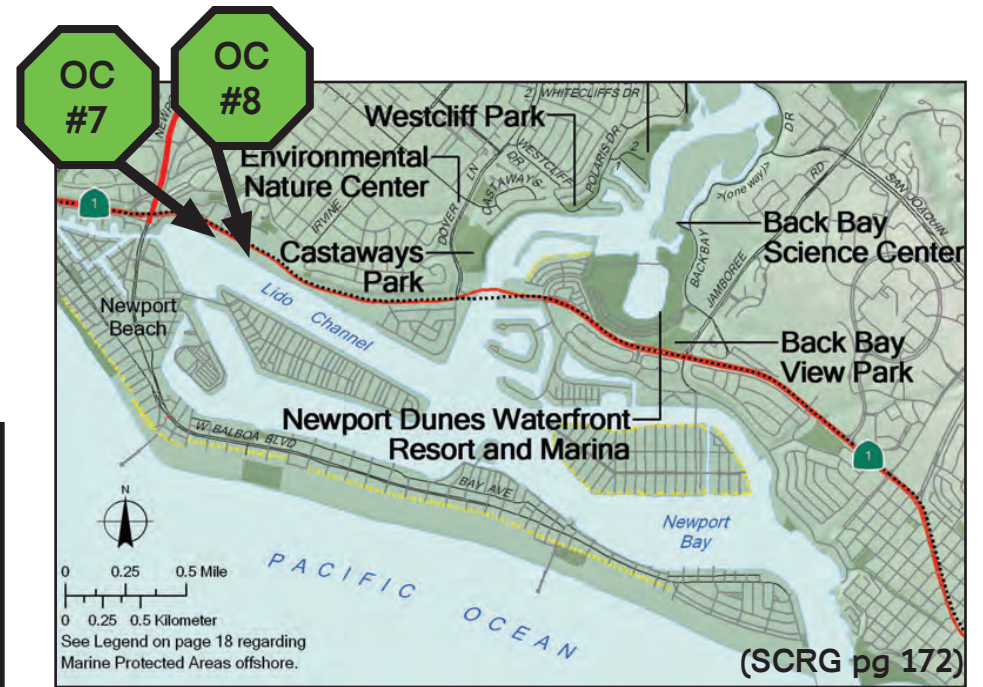 OC
#7
OC
#8
2) WHITECLIFFS DR
Westcliff Park
Environmental
Nature Center
WESTCLIFF
DR
POLARIS DR
1
2
DR
>(one way)>
RD
SAN JOAQUIN
1
IRVINE
DOVER
LN
CASTAWAYS
Castaways
Park
BACKBAY
JAMBOREE
Back Bay
Science Center
Lido
Channel
Newport
Beach
Back Bay
View Park
Newport Dunes Waterfront
Resort and Marina
W BALBOA BLVD
BAY AVE
1
Newport
Bay
N
0 0.25 0.5 Mile
0 0.25 0.5 Kilometer
PACIFIC OCEAN
See Legend on page 18 regarding
Marine Protected Areas offshore.
(SCRG pg 172)